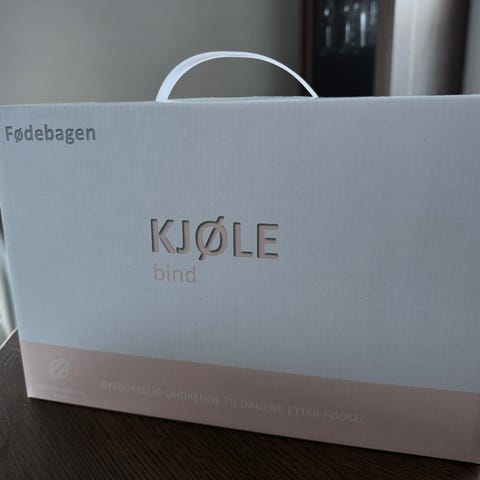 Fødebagen
KJØLE
bind
ØYEBLIKKELIG LINDRENDE TIL DAGENE ETTER FØDSEL